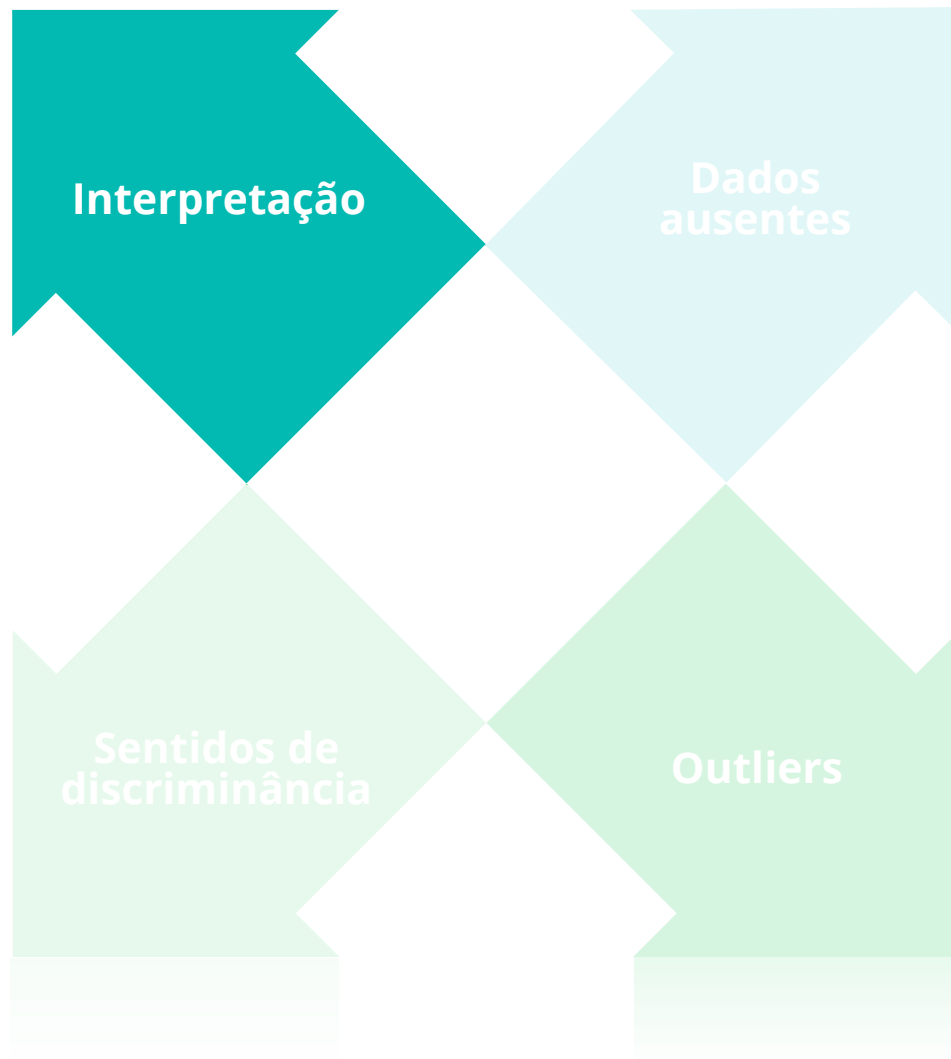 Interpretação
Dados
ausentes
Sentidos de
discriminância
Outliers